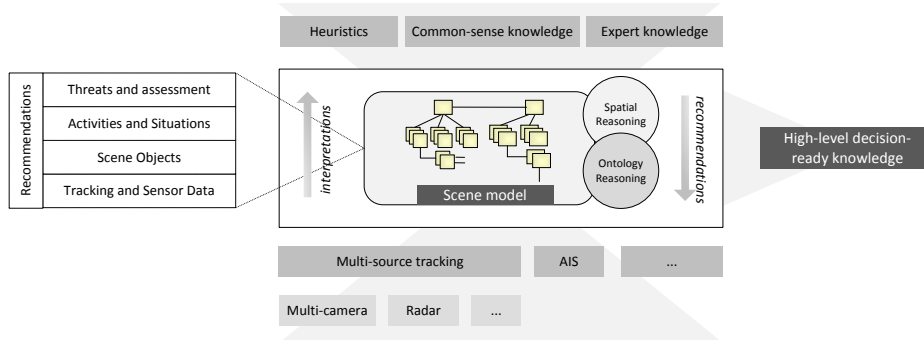 Heuristics
Common-sense knowledge
Expert knowledge
Recommendations
Threats and assessment
Activities and Situations
Scene Objects
Tracking and Sensor Data
interpretations
Spatial
Reasoning
Ontology
Reasoning
Scene model
recommendations
High-level decision-
ready knowledge
Multi-source tracking
AIS
...
Multi-camera
Radar
...